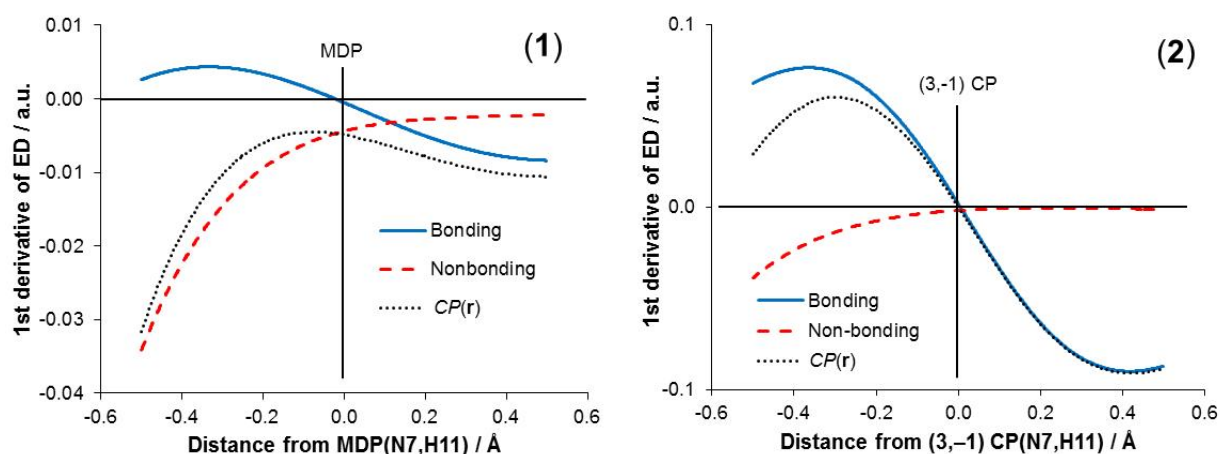 (1)
MDP
1st derivative of ED / a.u.
0.01
0.00
-0.01
-0.02
-0.03
-0.04
Bonding
Nonbonding
CP(r)
-0.6 -0.4 -0.2 0.0 0.2 0.4 0.6
Distance from MDP(N7,H11) / Å
(2)
(3,-1) CP
1st derivative of ED / a.u.
0.1
0.0
-0.1
Bonding
Non-bonding
CP(r)
-0.6 -0.4 -0.2 0.0 0.2 0.4 0.6
Distance from (3,–1) CP(N7,H11) / Å